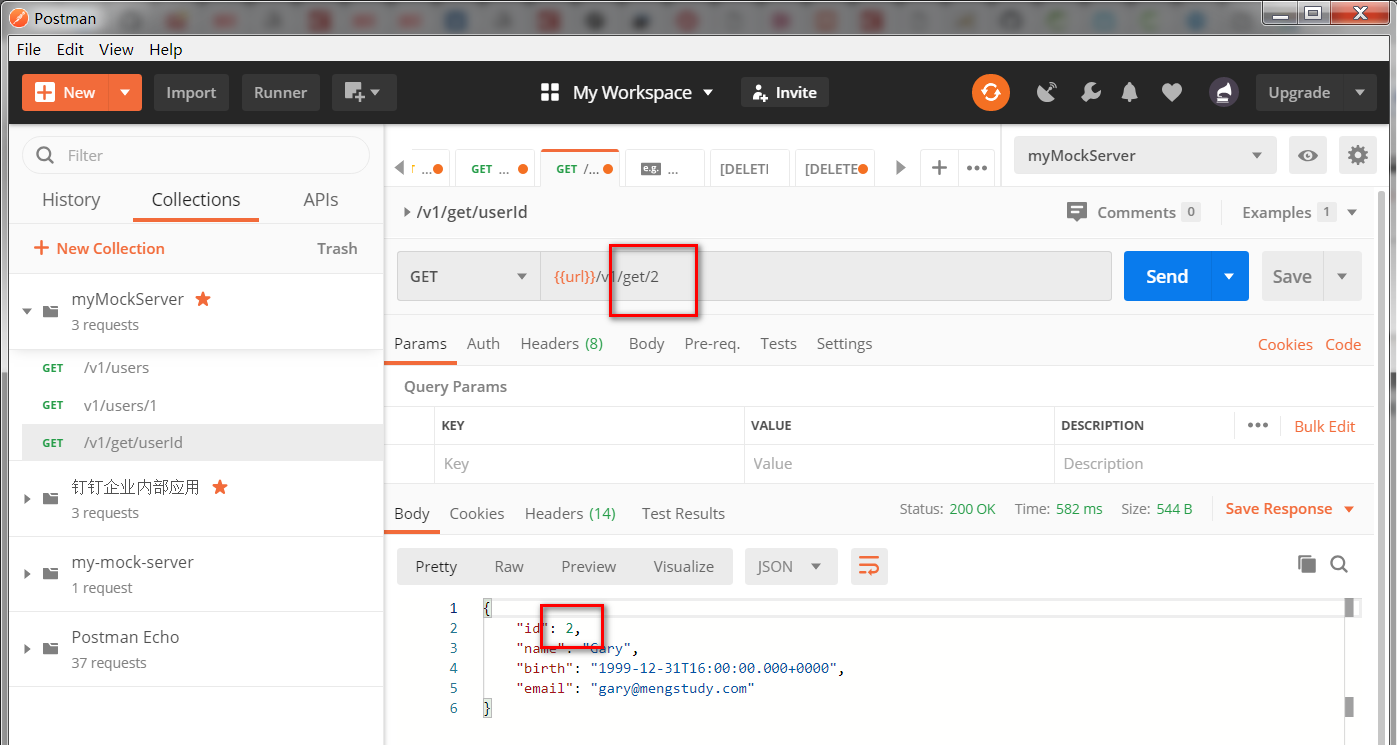 Postman
File Edit View Help
New Import Runner My Workspace Invite Upgrade
Filter
History Collections APIs
New Collection Trash
myMockServer
3 requests
GET /v1/users
GET v1/users/1
GET /v1/get/userId
钉钉企业内部应用
3 requests
my-mock-server
1 request
Postman Echo
37 requests
... GET ... GET /... e.g. ... [DELETI [DELETE + •••
myMockServer
/v1/get/userId Comments 0 Examples 1
GET {{url}}/v1/get/2 Send Save
Params Auth Headers (8) Body Pre-req. Tests Settings Cookies Code
Query Params
KEY VALUE DESCRIPTION ••• Bulk Edit
Key Value Description
Body Cookies Headers (14) Test Results Status: 200 OK Time: 582 ms Size: 544 B Save Response
Pretty Raw Preview Visualize JSON
1 {
2 "id": 2,
3 "name": "Gary",
4 "birth": "1999-12-31T16:00:00.000+0000",
5 "email": "gary@mengstudy.com"
6 }